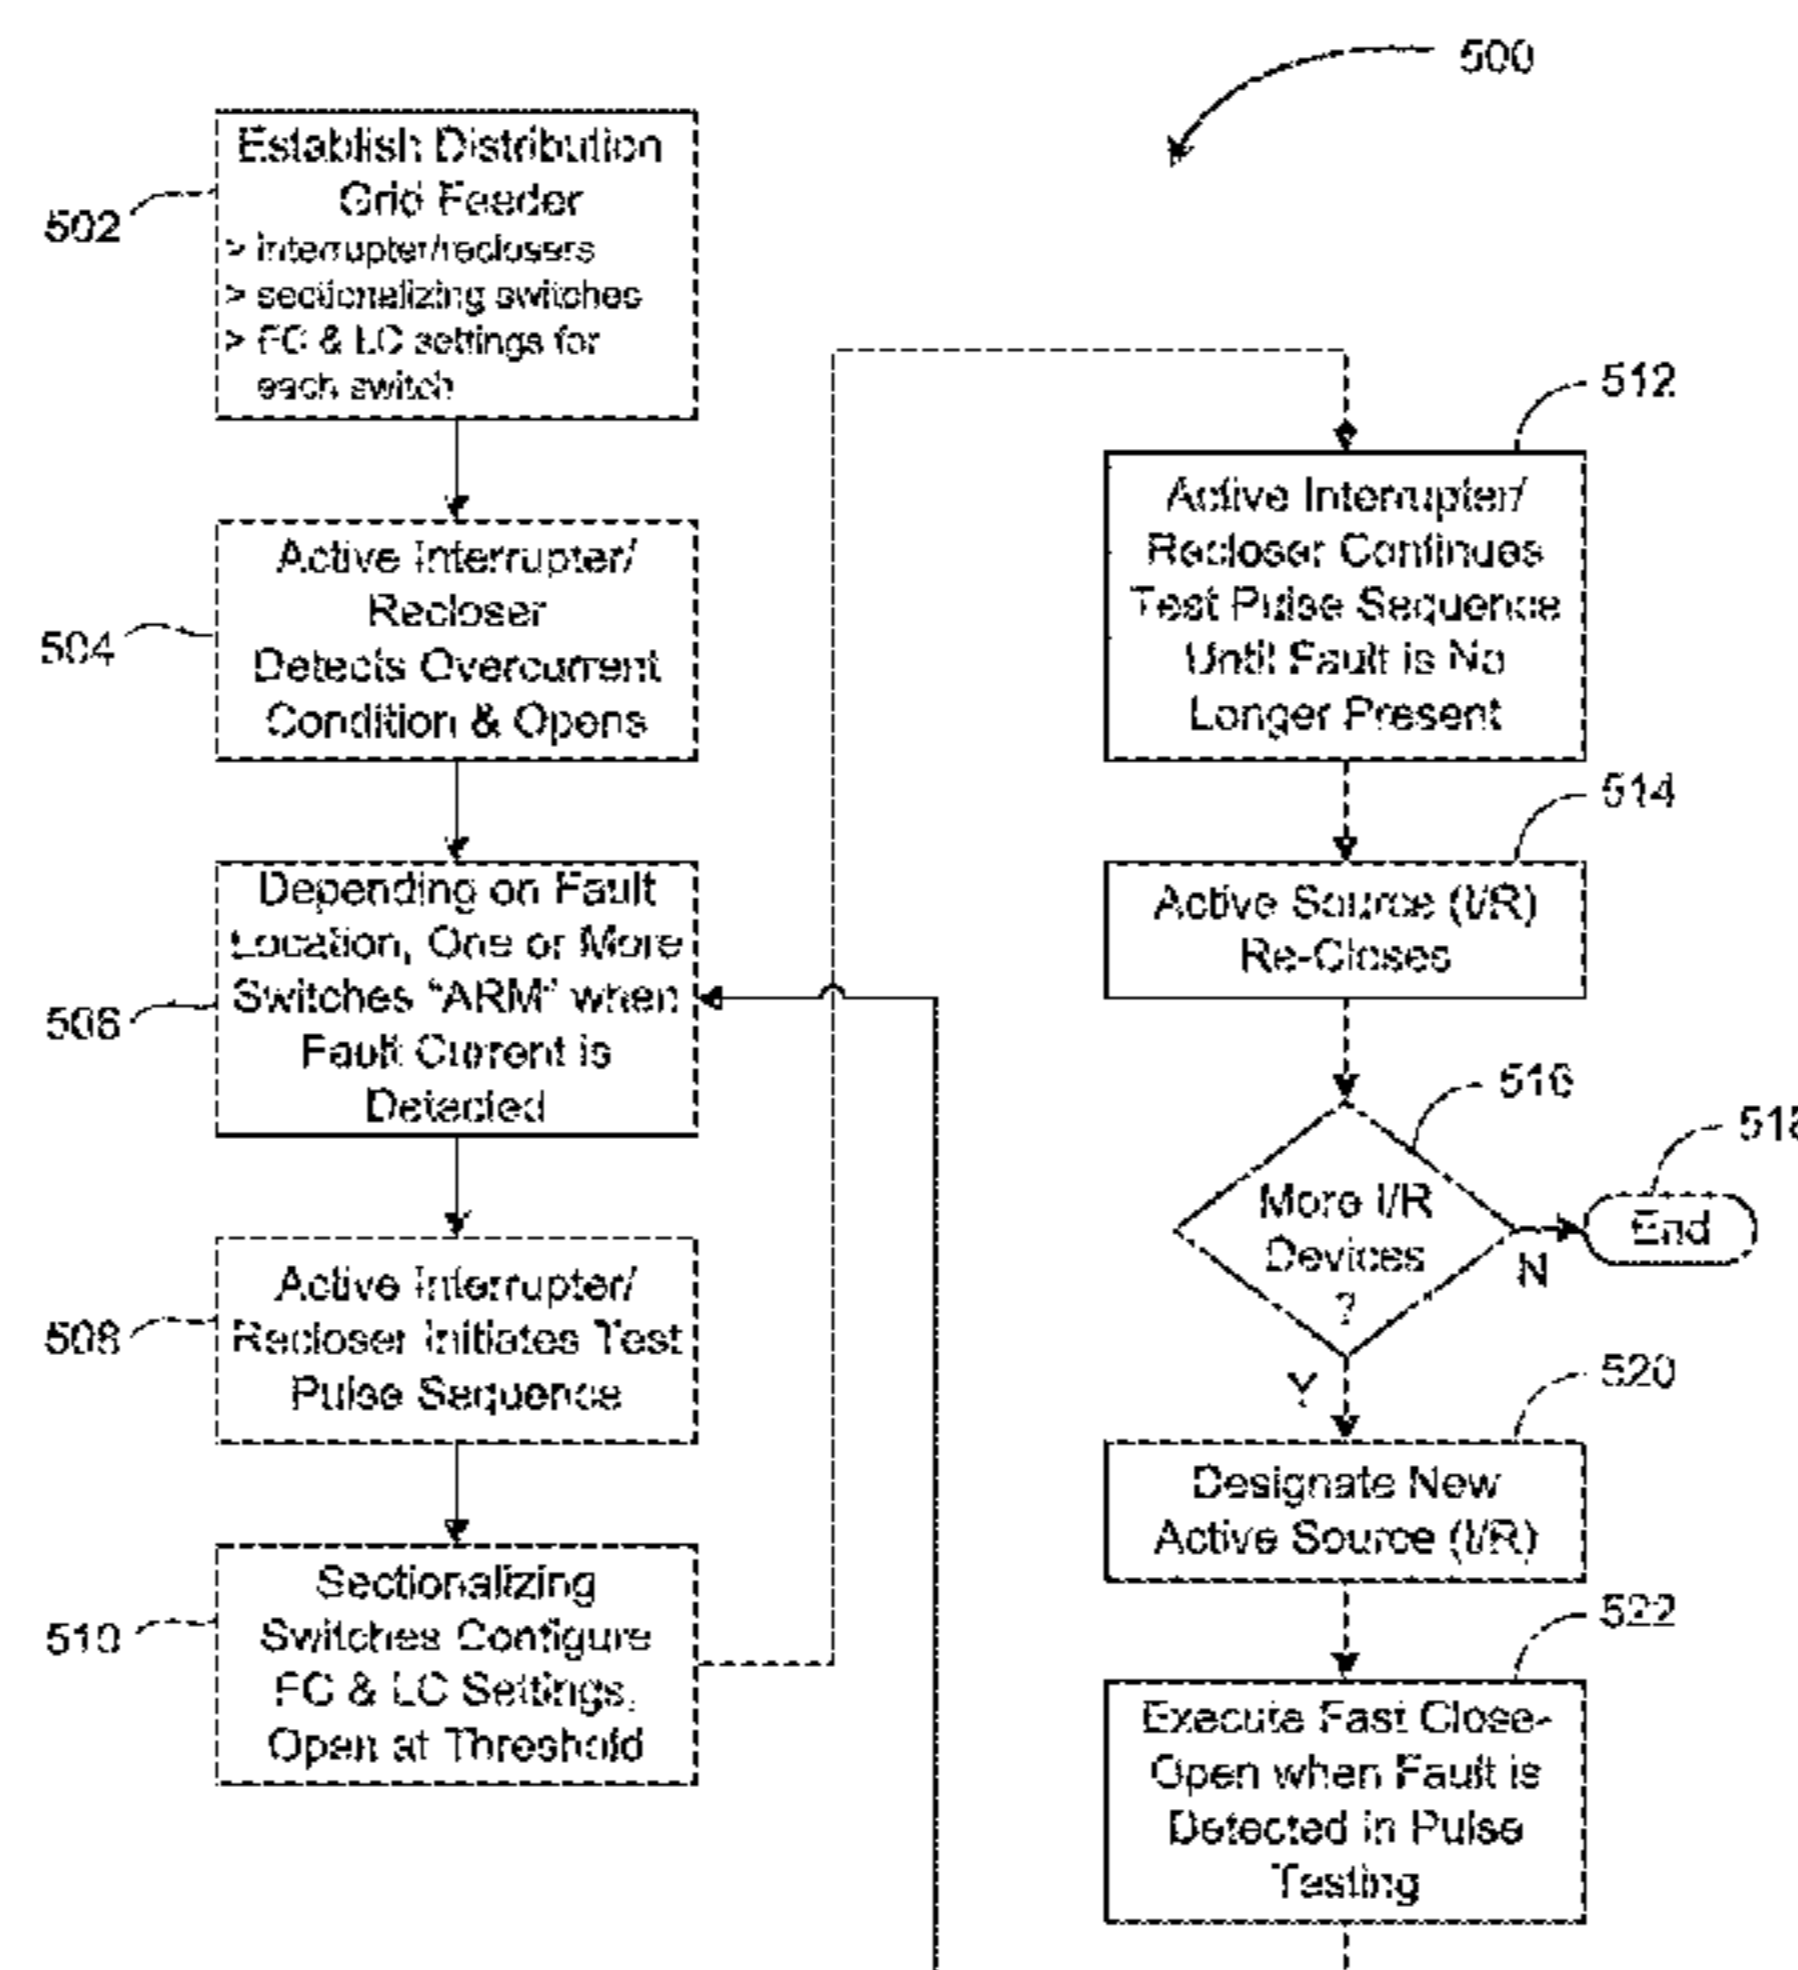 500
502
Establish Distribution
Grid Feeder
> interrupter/reclosers
> sectionalizing switches
> FC & LC settings for
each switch
504
Active Interrupter/
Recloser
Detects Overcurrent
Condition & Opens
506
Depending on Fault
Location, One or More
Switches "ARM" when
Fault Current is
Detected
508
Active Interrupter/
Recloser Initiates Test
Pulse Sequence
510
Sectionalizing
Switches Configure
FC & LC Settings,
Open at Threshold
512
Active Interrupter/
Recloser Continues
Test Pulse Sequence
Until Fault is No
Longer Present
514
Active Source (I/R)
Re-Closes
516
More I/R
Devices
?
N
Y
End
520
Designate New
Active Source (I/R)
522
Execute Fast Close-
Open when Fault is
Detected in Pulse
Testing